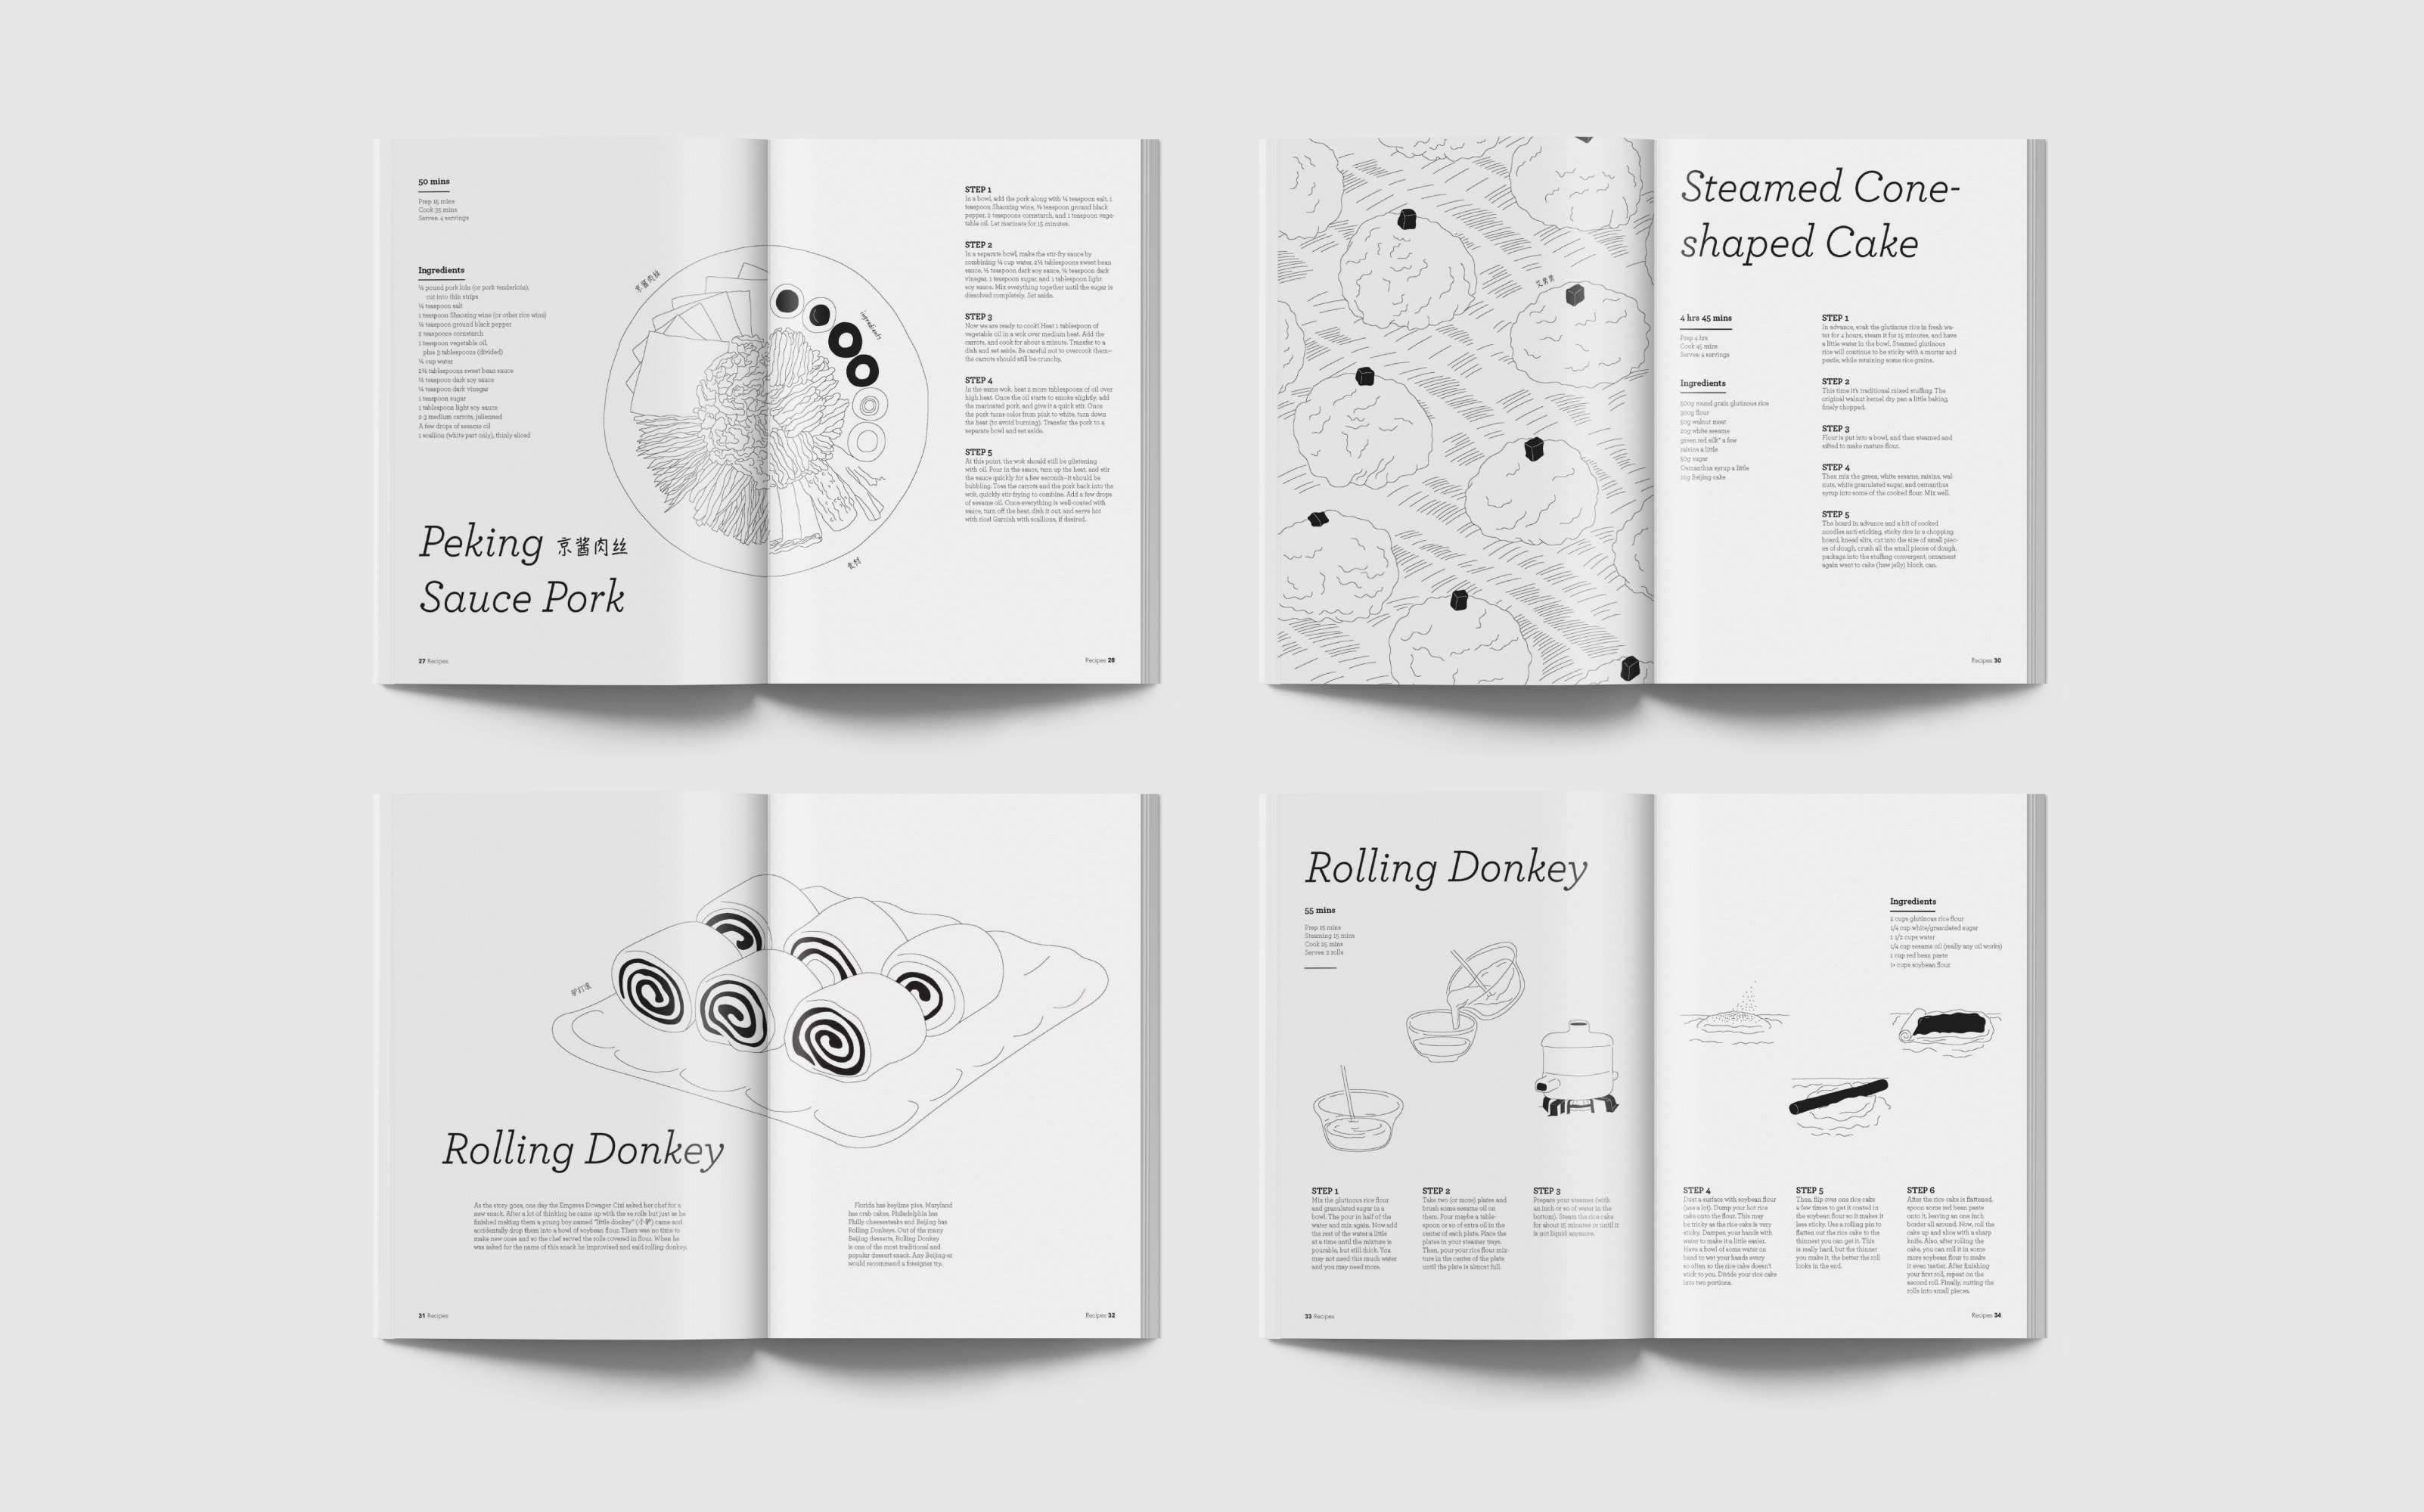 50 mins
Prep 15 mins
Cook 35 mins
Serves: 4 servings
Ingredients
¾ pound pork loin (or pork tenderloin),
cut into thin strips
¼ teaspoon salt
1 teaspoon Shaoxing wine (or other rice wine)
¼ teaspoon ground black pepper
2 teaspoons cornstarch
1 teaspoon vegetable oil,
plus 3 tablespoons (divided)
¼ cup water
2½ tablespoons sweet bean sauce
½ teaspoon dark soy sauce
¼ teaspoon dark vinegar
1 teaspoon sugar
1 tablespoon light soy sauce
2-3 medium carrots, julienned
A few drops of sesame oil
1 scallion (white part only), thinly sliced
京酱肉丝
ingredients
食材
Peking 京酱肉丝
Sauce Pork
27 Recipes
STEP 1
In a bowl, add the pork along with ¼ teaspoon salt, 1
teaspoon Shaoxing wine, ¼ teaspoon ground black
pepper, 2 teaspoons cornstarch, and 1 teaspoon vege-
table oil. Let marinate for 15 minutes.
STEP 2
In a separate bowl, make the stir-fry sauce by
combining ¼ cup water, 2½ tablespoons sweet bean
sauce, ½ teaspoon dark soy sauce, ¼ teaspoon dark
vinegar, 1 teaspoon sugar, and 1 tablespoon light
soy sauce. Mix everything together until the sugar is
dissolved completely. Set aside.
STEP 3
Now we are ready to cook! Heat 1 tablespoon of
vegetable oil in a wok over medium heat. Add the
carrots, and cook for about a minute. Transfer to a
dish and set aside. Be careful not to overcook them–
the carrots should still be crunchy.
STEP 4
In the same wok, heat 2 more tablespoons of oil over
high heat. Once the oil starts to smoke slightly, add
the marinated pork, and give it a quick stir. Once
the pork turns color from pink to white, turn down
the heat (to avoid burning). Transfer the pork to a
separate bowl and set aside.
STEP 5
At this point, the wok should still be glistening
with oil. Pour in the sauce, turn up the heat, and stir
the sauce quickly for a few seconds–it should be
bubbling. Toss the carrots and the pork back into the
wok, quickly stir-frying to combine. Add a few drops
of sesame oil. Once everything is well-coated with
sauce, turn off the heat, dish it out, and serve hot
with rice! Garnish with scallions, if desired.
Recipes 28
艾窝窝
Steamed Cone-
shaped Cake
4 hrs 45 mins
Prep 4 hrs
Cook 45 mins
Serves: 4 servings
Ingredients
500g round grain glutinous rice
300g flour
50g walnut meat
20g white sesame
green red silk* a few
raisins a little
50g sugar
Osmanthus syrup a little
20g Beijing cake
STEP 1
In advance, soak the glutinous rice in fresh wa-
ter for 4 hours, steam it for 15 minutes, and have
a little water in the bowl. Steamed glutinous
rice will continue to be sticky with a mortar and
pestle, while retaining some rice grains.
STEP 2
This time it's traditional mixed stuffing. The
original walnut kernel dry pan a little baking,
finely chopped.
STEP 3
Flour is put into a bowl, and then steamed and
sifted to make mature flour.
STEP 4
Then mix the green, white sesame, raisins, wal-
nuts, white granulated sugar, and osmanthus
syrup into some of the cooked flour. Mix well.
STEP 5
The board in advance and a bit of cooked
noodles anti-sticking, sticky rice in a chopping
board, knead slits, cut into the size of small piec-
es of dough, crush all the small pieces of dough,
package into the stuffing convergent, ornament
again went to cake (haw jelly) block, can.
Recipes 30
驴打滚
Rolling Donkey
As the story goes, one day the Empress Dowager Cixi asked her chef for a
new snack. After a lot of thinking he came up with the se rolls but just as he
finished making them a young boy named "little donkey" (小驴) came and
accidentally drop them into a bowl of soybean flour. There was no time to
make new ones and so the chef served the rolls covered in flour. When he
was asked for the name of this snack he improvised and said rolling donkey.
31 Recipes
Florida has keylime pies, Maryland
has crab cakes, Philedelphia has
Philly cheesesteaks and Beijing has
Rolling Donkeys. Out of the many
Beijing desserts, Rolling Donkey
is one of the most traditional and
popular dessert snack. Any Beijing-er
would recommend a foreigner try.
Recipes 32
Rolling Donkey
55 mins
Prep 15 mins
Steaming 15 mins
Cook 25 mins
Serves: 2 rolls
STEP 1
Mix the glutinous rice flour
and granulated sugar in a
bowl. The pour in half of the
water and mix again. Now add
the rest of the water a little
at a time until the mixture is
pourable, but still thick. You
may not need this much water
and you may need more.
STEP 2
Take two (or more) plates and
brush some sesame oil on
them. Pour maybe a table-
spoon or so of extra oil in the
center of each plate. Place the
plates in your steamer trays.
Then, pour your rice flour mix-
ture in the center of the plate
until the plate is almost full.
STEP 3
Prepare your steamer (with
an inch or so of water in the
bottom). Steam the rice cake
for about 15 minutes or until it
is not liquid anymore.
33 Recipes
Ingredients
2 cups glutinous rice flour
1/4 cup white/granulated sugar
1 1/2 cups water
1/4 cup sesame oil (really any oil works)
1 cup red bean paste
1+ cups soybean flour
STEP 4
Dust a surface with soybean flour
(use a lot). Dump your hot rice
cake onto the flour. This may
be tricky as the rice cake is very
sticky. Dampen your hands with
water to make it a little easier.
Have a bowl of some water on
hand to wet your hands every
so often so the rice cake doesn't
stick to you. Divide your rice cake
into two portions.
STEP 5
Then, flip over one rice cake
a few times to get it coated in
the soybean flour so it makes it
less sticky. Use a rolling pin to
flatten out the rice cake to the
thinnest you can get it. This
is really hard, but the thinner
you make it, the better the roll
looks in the end.
STEP 6
After the rice cake is flattened,
spoon some red bean paste
onto it, leaving an one inch
border all around. Now, roll the
cake up and slice with a sharp
knife. Also, after rolling the
cake, you can roll it in some
more soybean flour to make
it even tastier. After finishing
your first roll, repeat on the
second roll. Finally, cutting the
rolls into small pieces.
Recipes 34